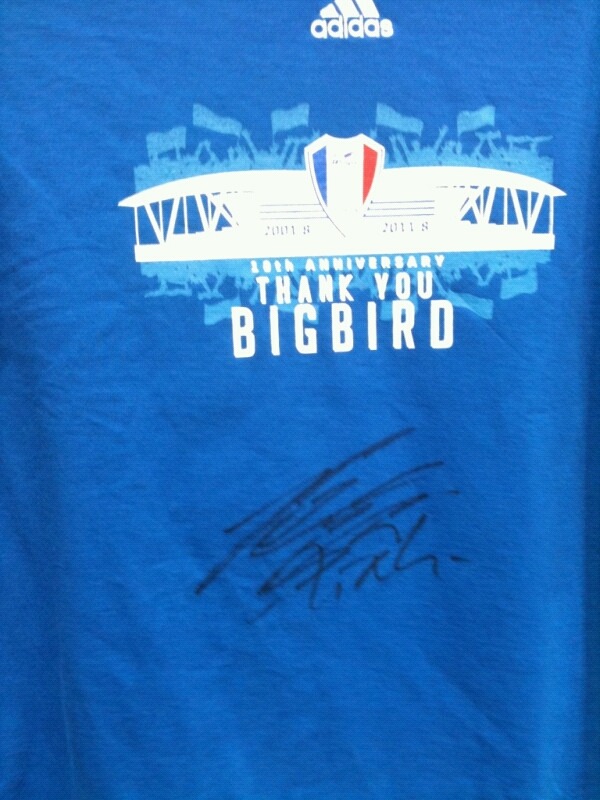 adidas
2001 8 2011 8
10th ANNIVERSARY
THANK YOU
BIGBIRD